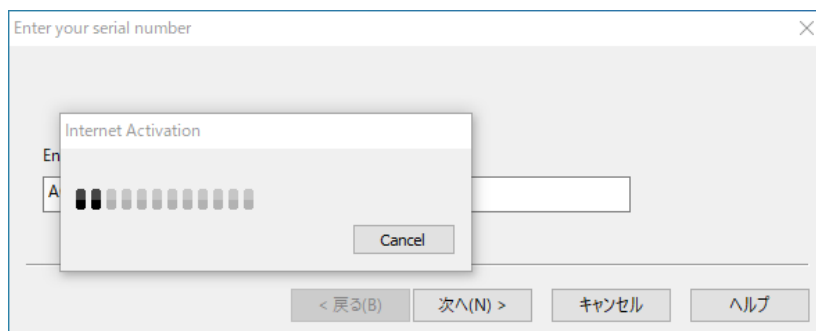 Enter your serial number
Internet Activation
En
A
Cancel
< 戻る(B)
次へ(N) >
キャンセル
ヘルプ